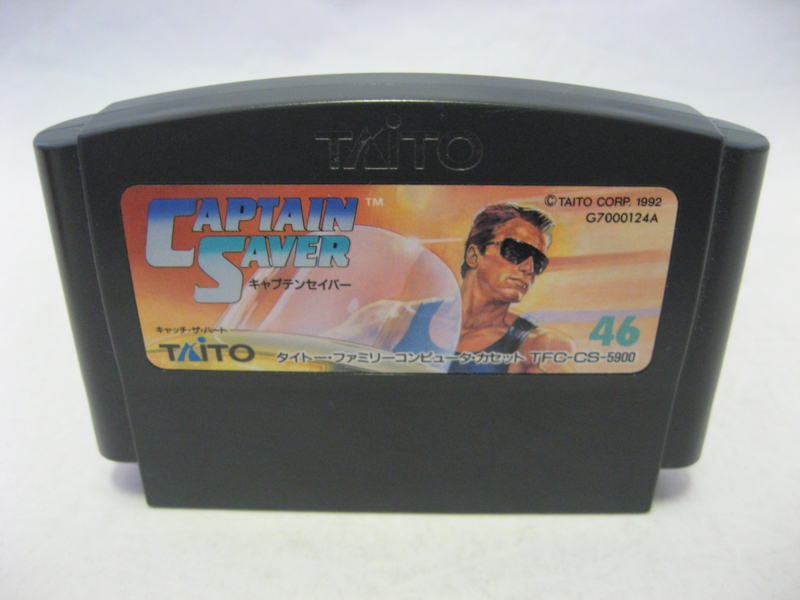 TAITO
CAPTAIN SAVER™
キャプテンセイバー
© TAITO CORP. 1992
G7000124A
46
キャッチ・ザ・ハート
TAITO
タイトー・ファミリーコンピュータ・カセット TFC-CS-5900